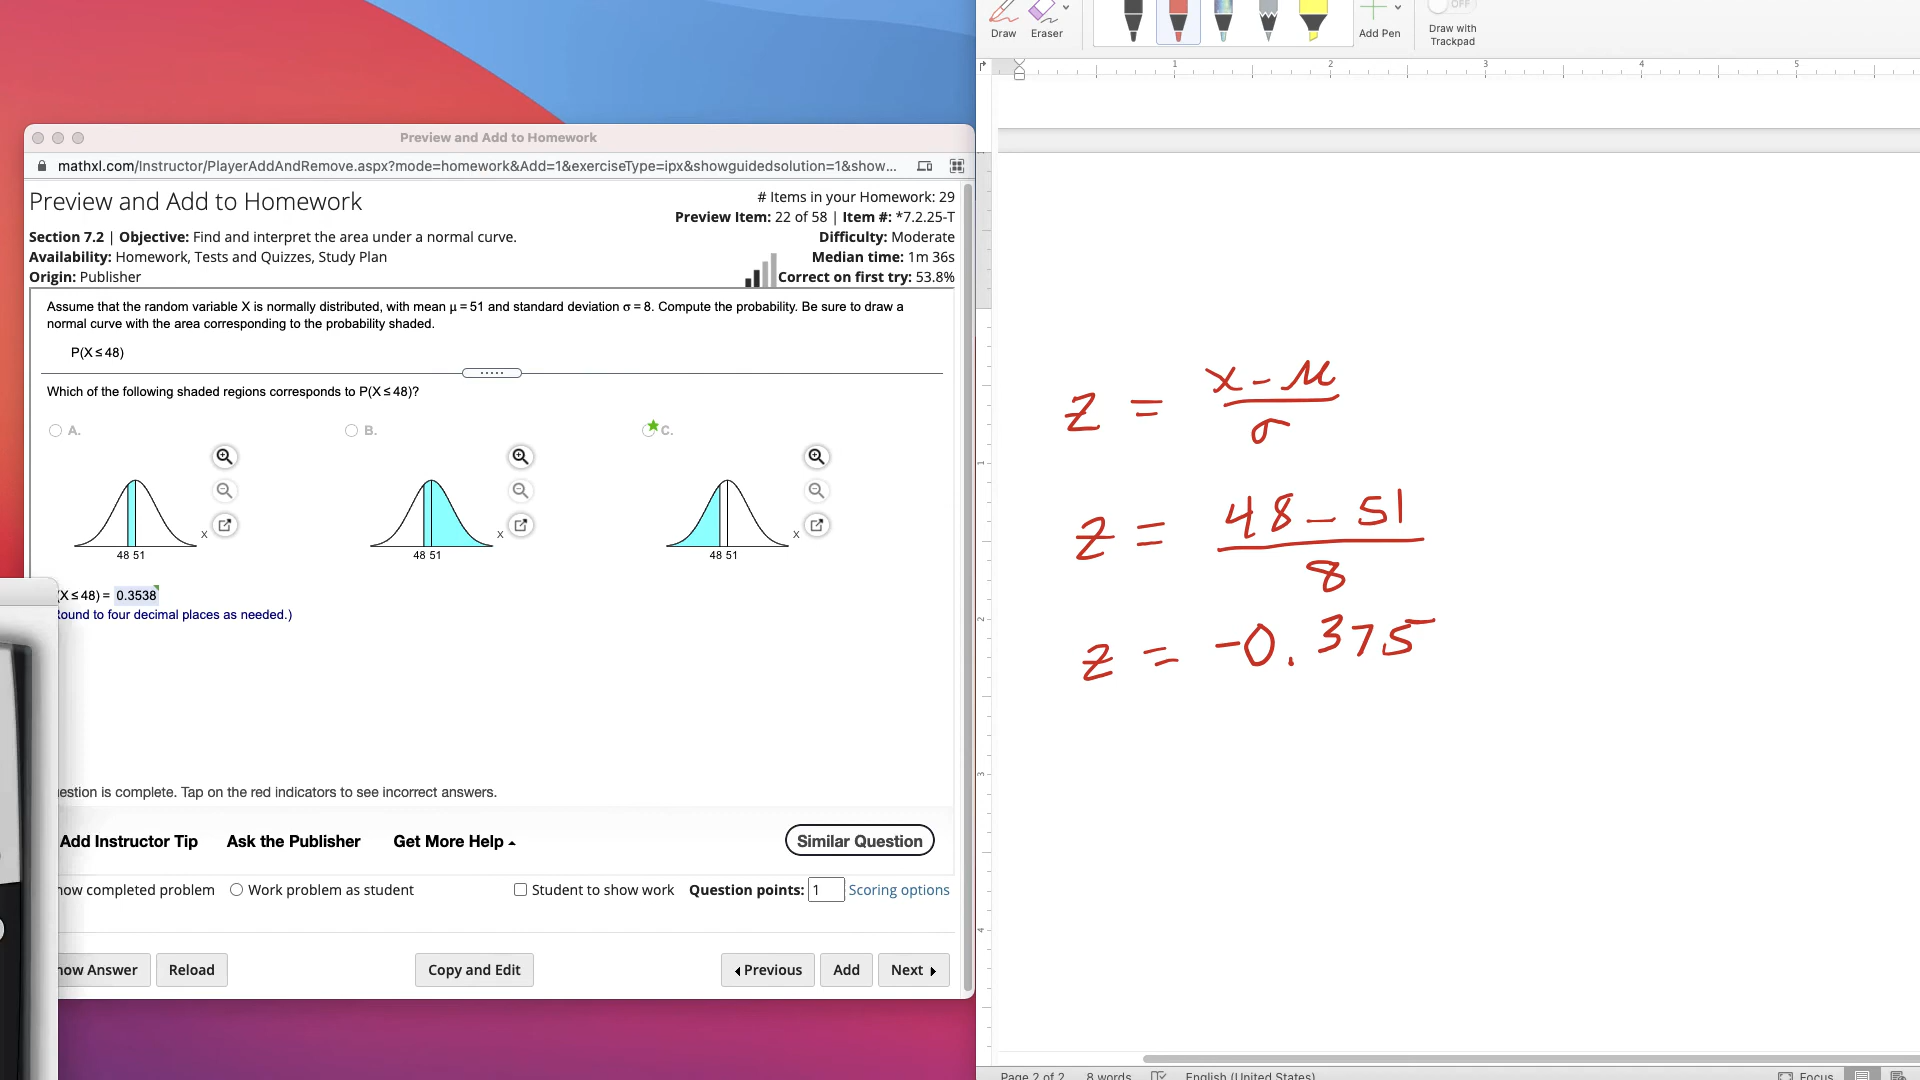 Preview and Add to Homework
mathxl.com/Instructor/PlayerAddAndRemove.aspx?mode=homework&Add=1&exerciseType=ipx&showguidedsolution=1&show...
Preview and Add to Homework
# Items in your Homework: 29
Preview Item: 22 of 58 | Item #: *7.2.25-T
Section 7.2 | Objective: Find and interpret the area under a normal curve.
Difficulty: Moderate
Availability: Homework, Tests and Quizzes, Study Plan
Median time: 1m 36s
Origin: Publisher
Correct on first try: 53.8%
Assume that the random variable X is normally distributed, with mean μ = 51 and standard deviation σ = 8. Compute the probability. Be sure to draw a
normal curve with the area corresponding to the probability shaded.
P(X ≤ 48)
Which of the following shaded regions corresponds to P(X ≤ 48)?
A.
B.
C.
X
X
X
48 51
48 51
48 51
(X ≤ 48) = 0.3538
ound to four decimal places as needed.)
estion is complete. Tap on the red indicators to see incorrect answers.
Add Instructor Tip
Ask the Publisher
Get More Help
Similar Question
how completed problem
Work problem as student
Student to show work
Question points: 1
Scoring options
how Answer
Reload
Copy and Edit
Previous
Add
Next
Draw
Eraser
Add Pen
OFF
Draw with
Trackpad
1 2 3 4 5
1
2
3
4
z = x - μ
σ
z = 48 - 51
8
z = -0.375
Page 2 of 2
8 words
English (United States)
Focus